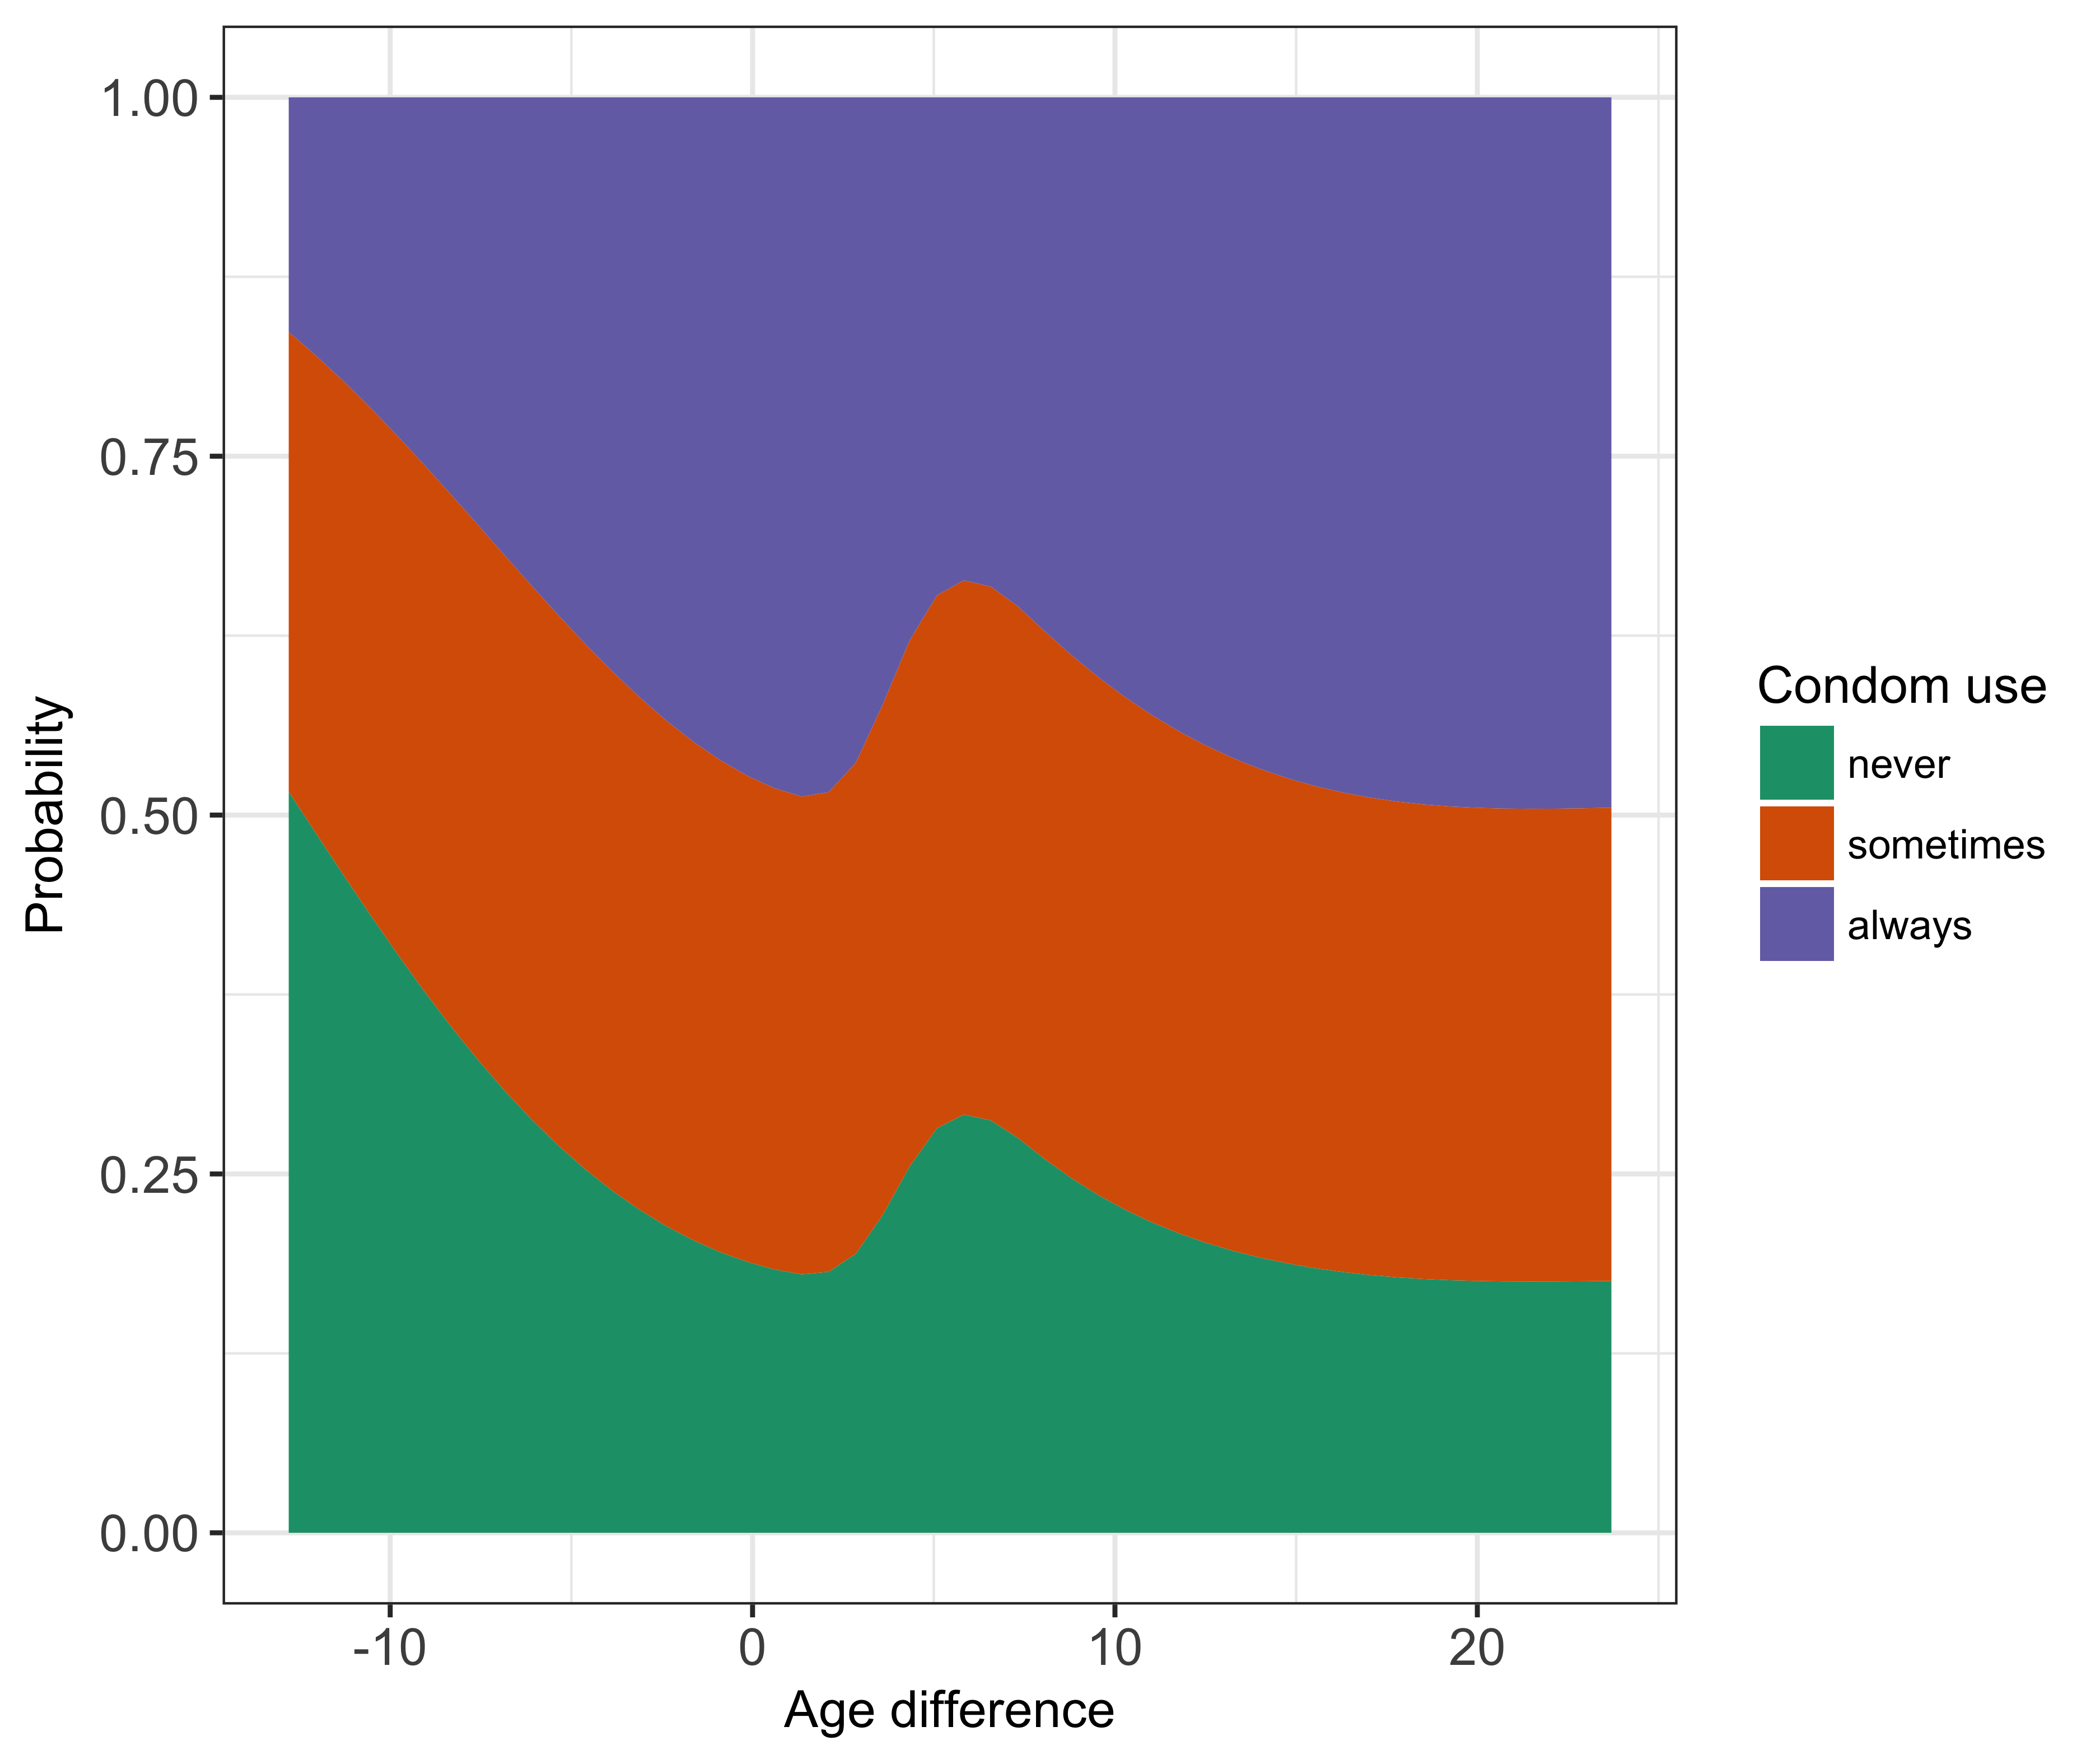 1.00
0.75
0.50
0.25
0.00
Probability
-10
0
10
20
Age difference
Condom use
never
sometimes
always